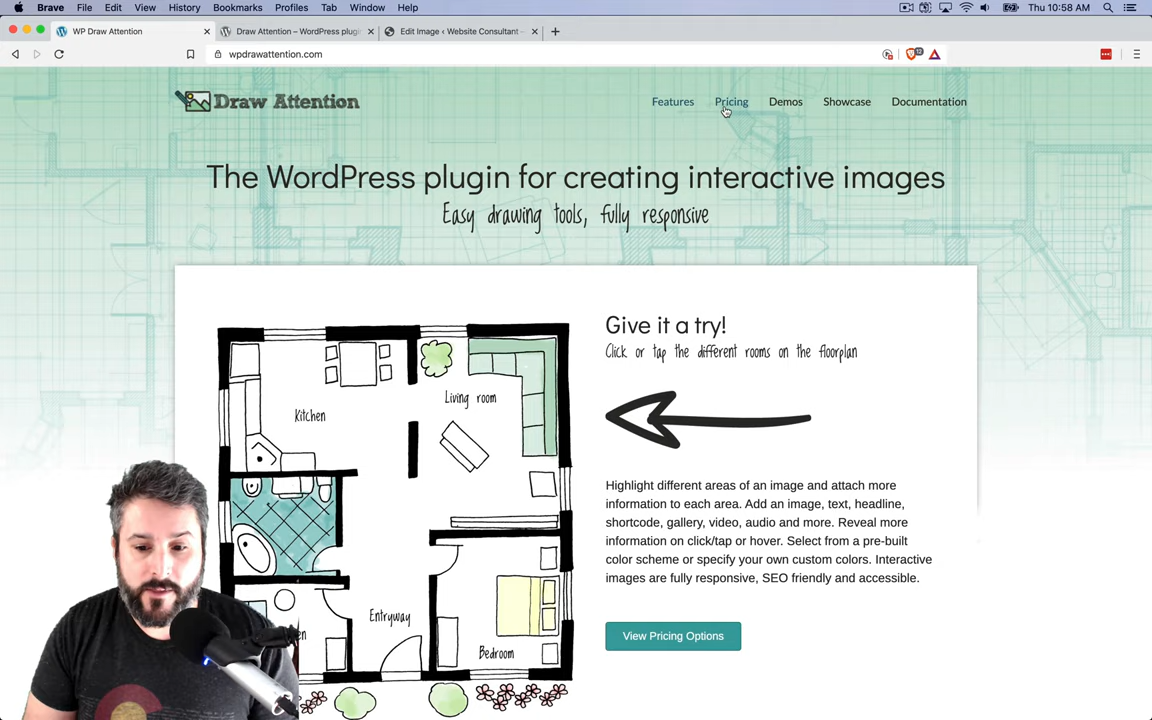 Brave File Edit View History Bookmarks Profiles Tab Window Help
Thu 10:58 AM
WP Draw Attention
Draw Attention – WordPress plugin
Edit Image ‹ Website Consultant
wpdrawattention.com
Draw Attention
Features Pricing Demos Showcase Documentation
The WordPress plugin for creating interactive images
Easy drawing tools, fully responsive
Give it a try!
Click or tap the different rooms on the floorplan
Kitchen
Living room
Highlight different areas of an image and attach more
information to each area. Add an image, text, headline,
shortcode, gallery, video, audio and more. Reveal more
information on click/tap or hover. Select from a pre-built
color scheme or specify your own custom colors. Interactive
images are fully responsive, SEO friendly and accessible.
Entryway
Bedroom
View Pricing Options